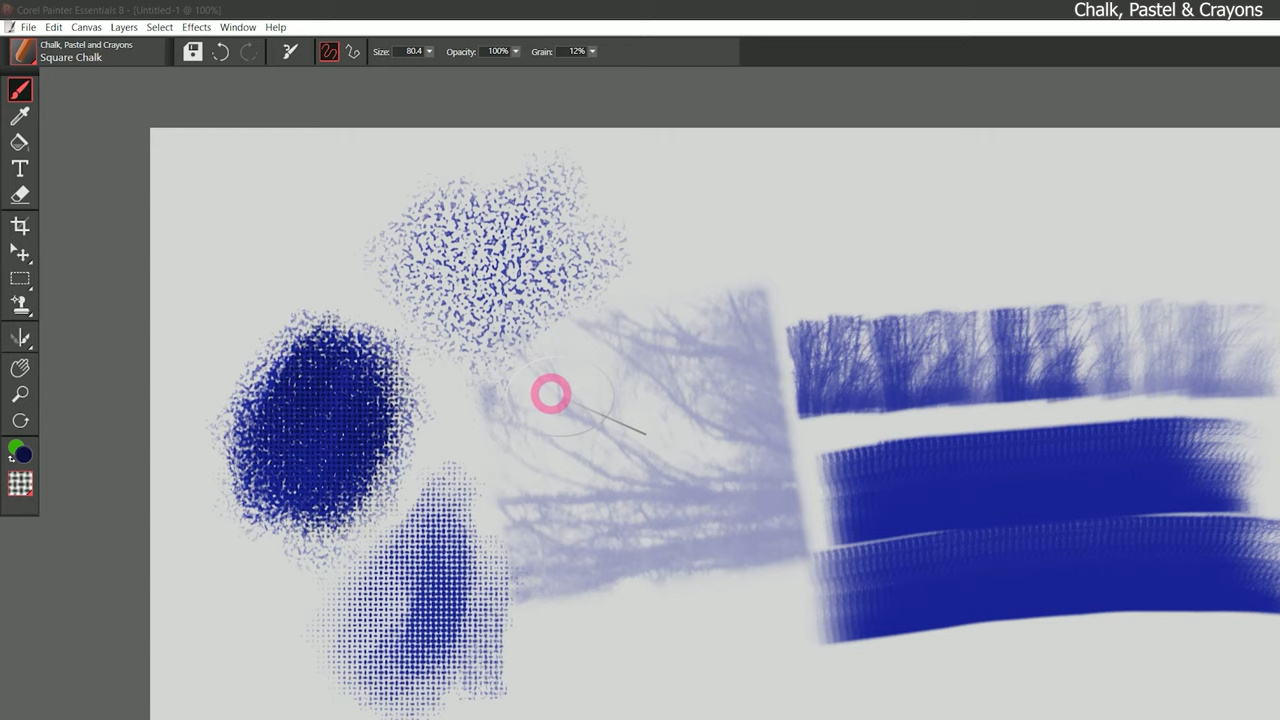 Corel Painter Essentials 8 - [Untitled-1 @ 100%]
Chalk, Pastel & Crayons
File Edit Canvas Layers Select Effects Window Help
Chalk, Pastel and Crayons
Square Chalk
Size: 80.4 Opacity: 100% Grain: 12%
T